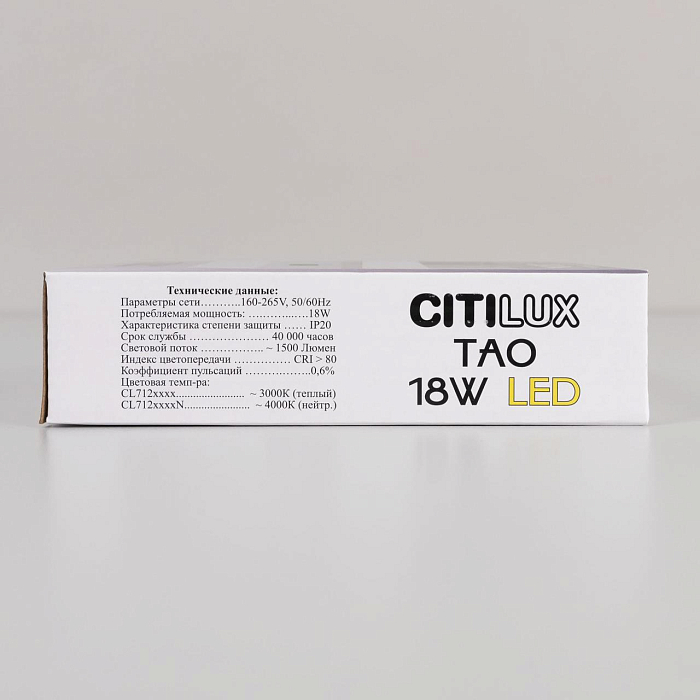 Технические данные:
Параметры сети..........160-265V, 50/60Hz
Потребляемая мощность: ..............18W
Характеристика степени защиты ...... IP20
Срок службы .................... 40 000 часов
Световой поток ................ ~ 1500 Люмен
Индекс цветопередачи ............... CRI > 80
Коэффициент пульсаций .................0,6%
Цветовая темп-ра:
CL712xxxx........................ ~ 3000K (теплый)
CL712xxxxN....................... ~ 4000K (нейтр.)
CITILUX
TAO
18W LED